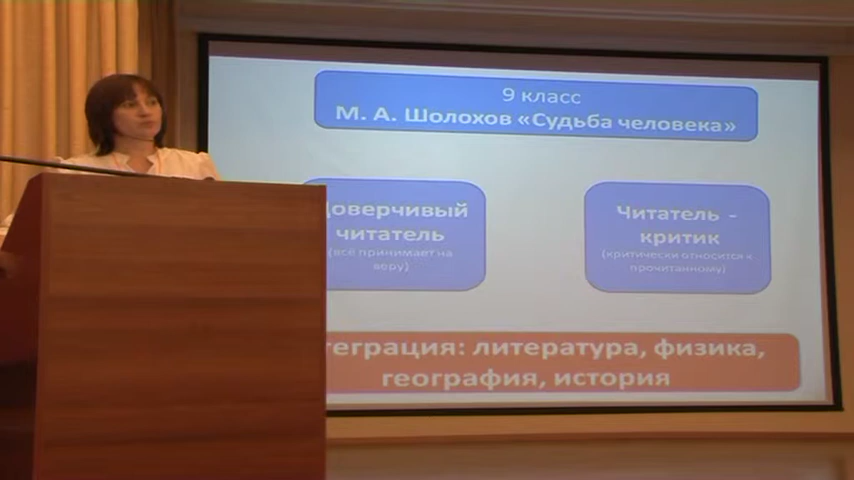 9 класс
М. А. Шолохов «Судьба человека»
Доверчивый
читатель
(всё принимает на
веру)
Читатель -
критик
(критически относится к
прочитанному)
теграция: литература, физика,
география, история